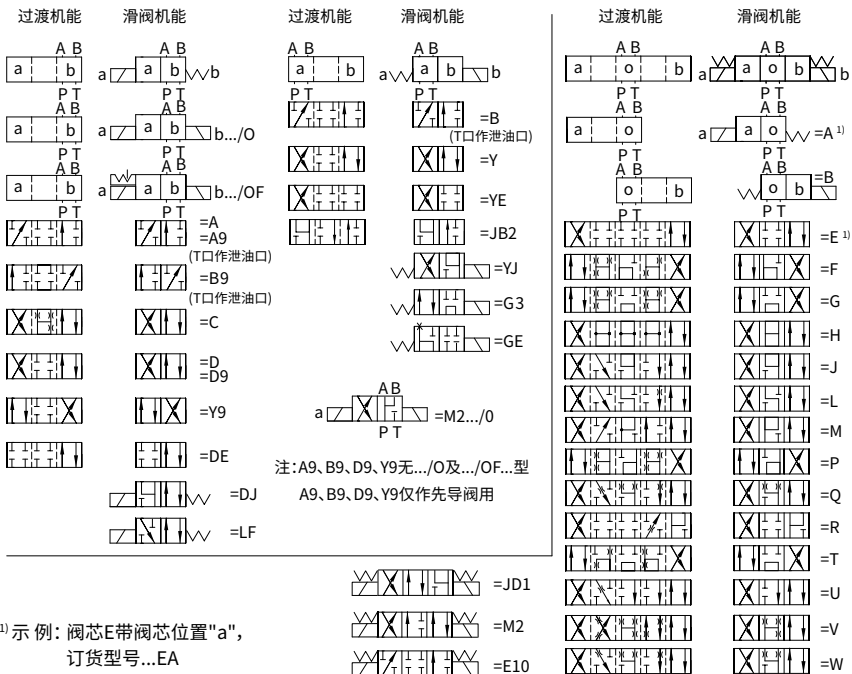 过渡机能 滑阀机能 过渡机能 滑阀机能 过渡机能 滑阀机能
A B
a b
P T
A B
a a b b
P T
A B
a b
P T
A B
a a b b.../O
P T
A B
a b
P T
A B
a a b b.../OF
P T
=A
=A9
(T口作泄油口)
=B9
(T口作泄油口)
=C
=D
=D9
=Y9
=DE
=DJ
=LF
A B
a b
P T
A B
a a b b
P T
=B
(T口作泄油口)
=Y
=YE
=JB2
=YJ
=G3
=GE
A B
a =M2.../0
P T
注:A9、B9、D9、Y9无.../O及.../OF...型
A9、B9、D9、Y9仅作先导阀用
A B
a o b
P T
A B
a a o b b
P T
A B
a o
P T
A B
a a o =A 1)
P T
A B
o b
P T
A B
o b =B
P T
=E 1)
=F
=G
=H
=J
=L
=M
=P
=Q
=R
=T
=U
=V
=W
=JD1
=M2
=E10
1) 示 例: 阀芯E带阀芯位置"a",
订货型号...EA